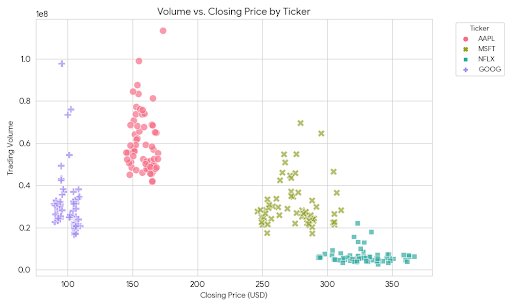 Volume vs. Closing Price by Ticker
1e8
Ticker
AAPL
MSFT
NFLX
GOOG
1.0
0.8
0.6
0.4
0.2
0.0
Trading Volume
100
150
200
250
300
350
Closing Price (USD)